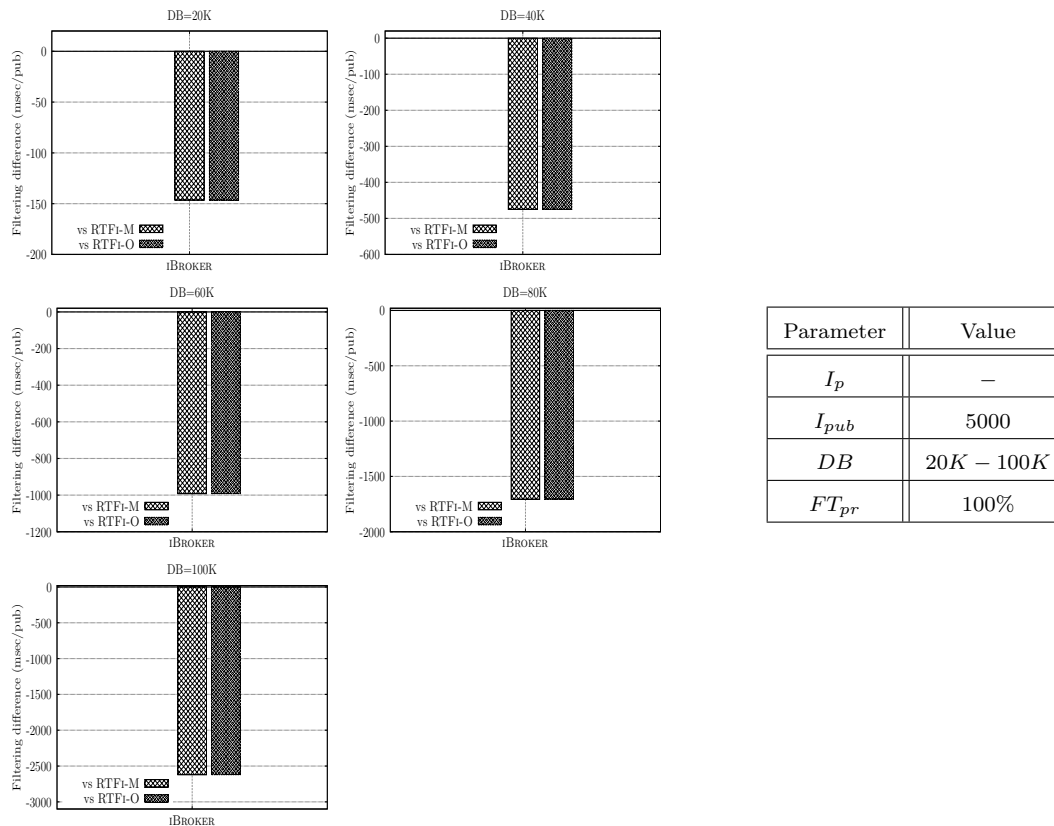 DB=20K
Filtering difference (msec/pub)
0
-50
-100
-150
-200
vs RTFI-M
vs RTFI-O
IBROKER
DB=40K
Filtering difference (msec/pub)
0
-100
-200
-300
-400
-500
-600
vs RTFI-M
vs RTFI-O
IBROKER
DB=60K
Filtering difference (msec/pub)
0
-200
-400
-600
-800
-1000
-1200
vs RTFI-M
vs RTFI-O
IBROKER
DB=80K
Filtering difference (msec/pub)
0
-500
-1000
-1500
-2000
vs RTFI-M
vs RTFI-O
IBROKER
Parameter Value
I_p –
I_pub 5000
DB 20K − 100K
FT_pr 100%
DB=100K
Filtering difference (msec/pub)
0
-500
-1000
-1500
-2000
-2500
-3000
vs RTFI-M
vs RTFI-O
IBROKER